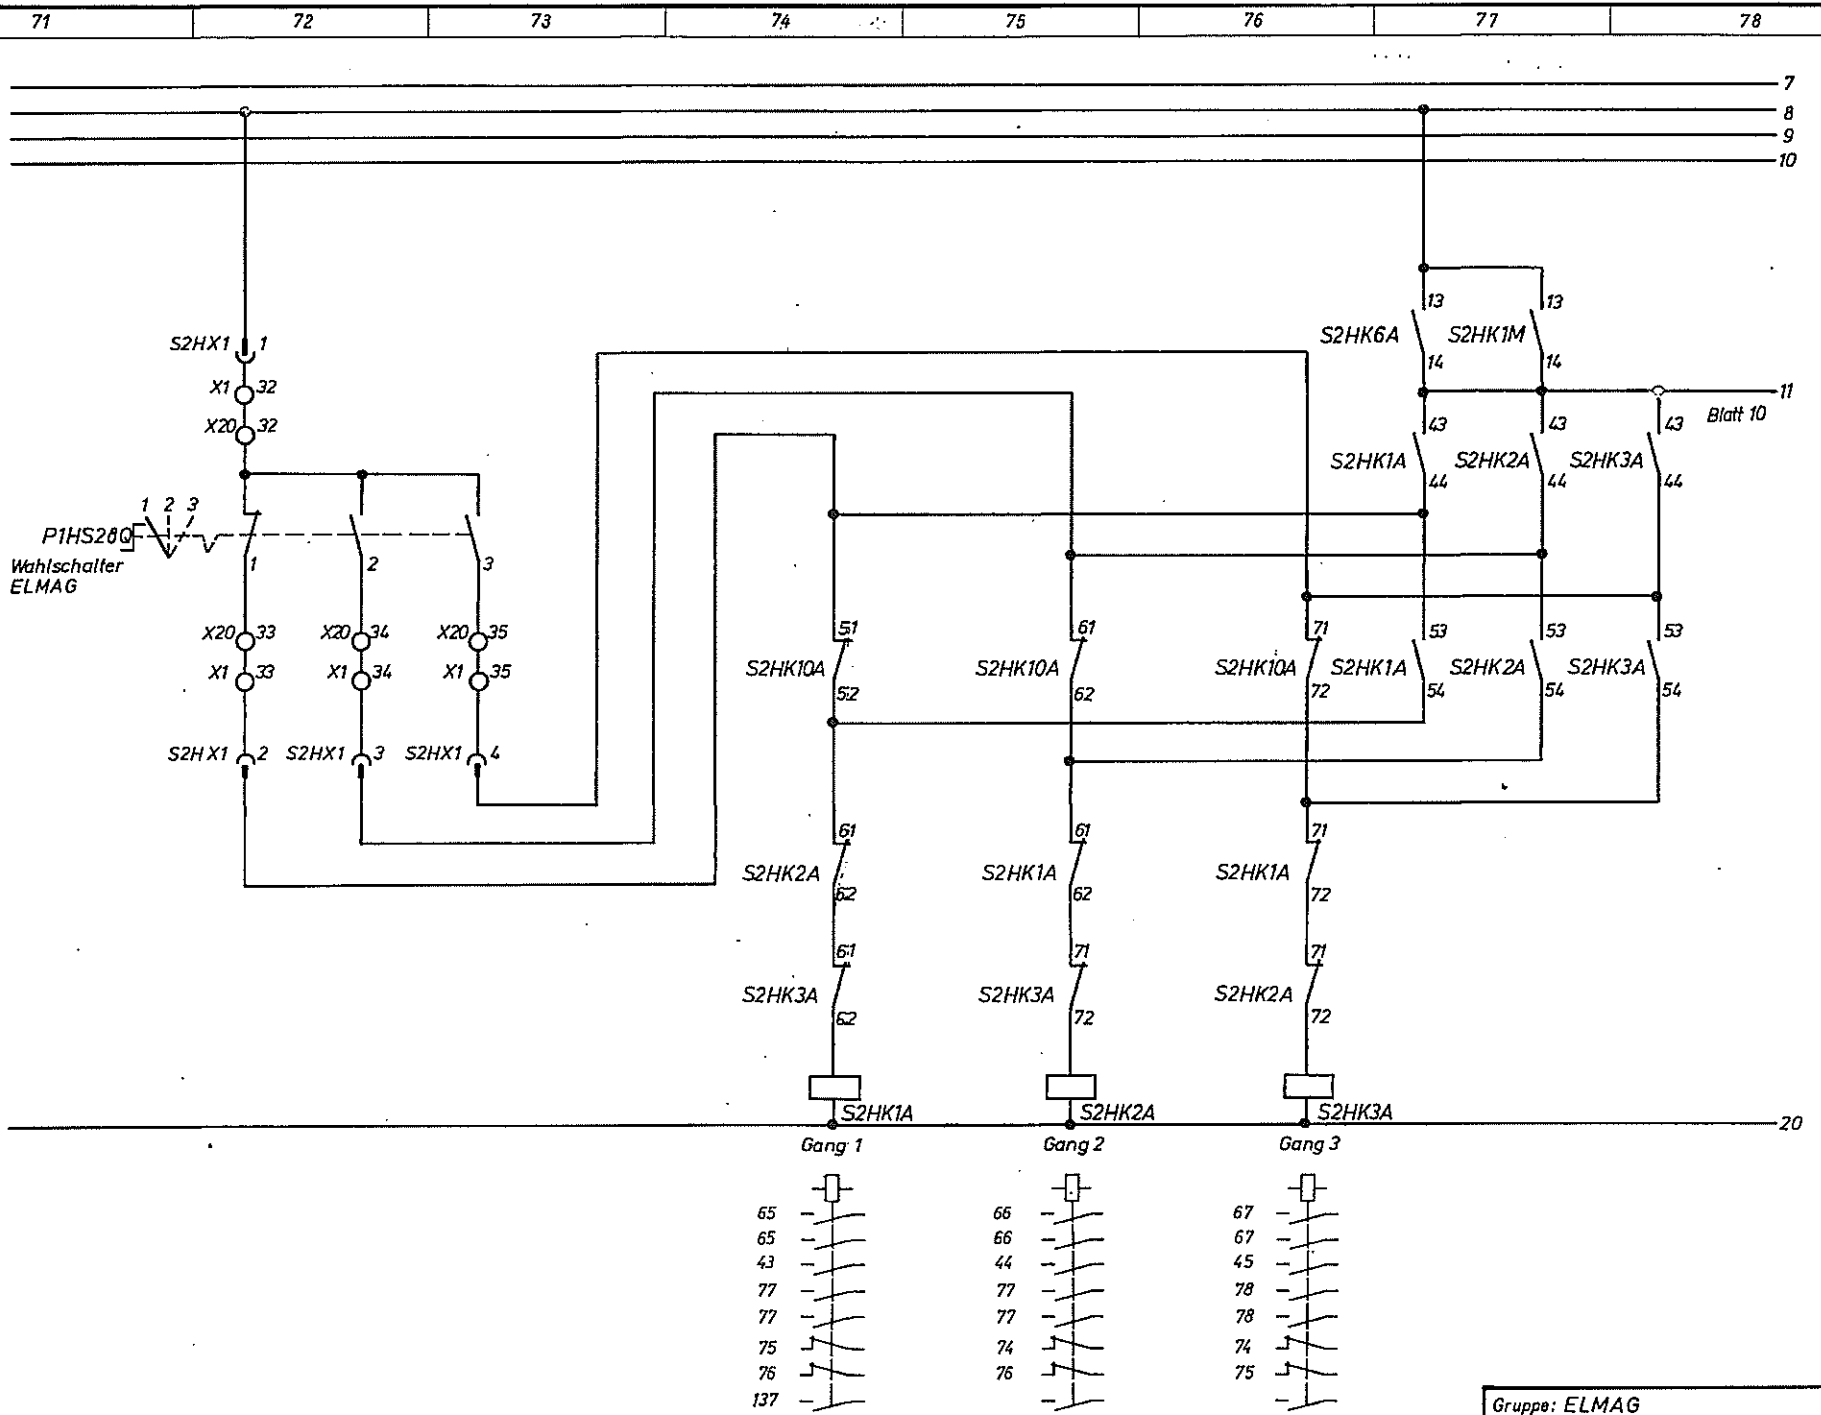 71 72 73 74 75 76 77 78
7
8
9
10
13 13
S2HK6A S2HK1M
14 14
S2HX1 1
X1 32
11
Blatt 10
X20 32
43 43 43
S2HK1A S2HK2A S2HK3A
44 44 44
1 2 3
P1HS28Q
Wahlschalter
ELMAG
1 2 3
X20 33 X20 34 X20 35
X1 33 X1 34 X1 35
51 61 71 53 53 53
S2HK10A S2HK10A S2HK10A S2HK1A S2HK2A S2HK3A
52 62 72 54 54 54
S2HX1 2 S2HX1 3 S2HX1 4
61 61 71
S2HK2A S2HK1A S2HK1A
62 62 72
61 71 71
S2HK3A S2HK3A S2HK2A
62 72 72
S2HK1A S2HK2A S2HK3A
20
Gang 1 Gang 2 Gang 3
65 66 67
65 66 67
43 44 45
77 77 78
77 77 78
75 74 74
76 76 75
137
Gruppe: ELMAG